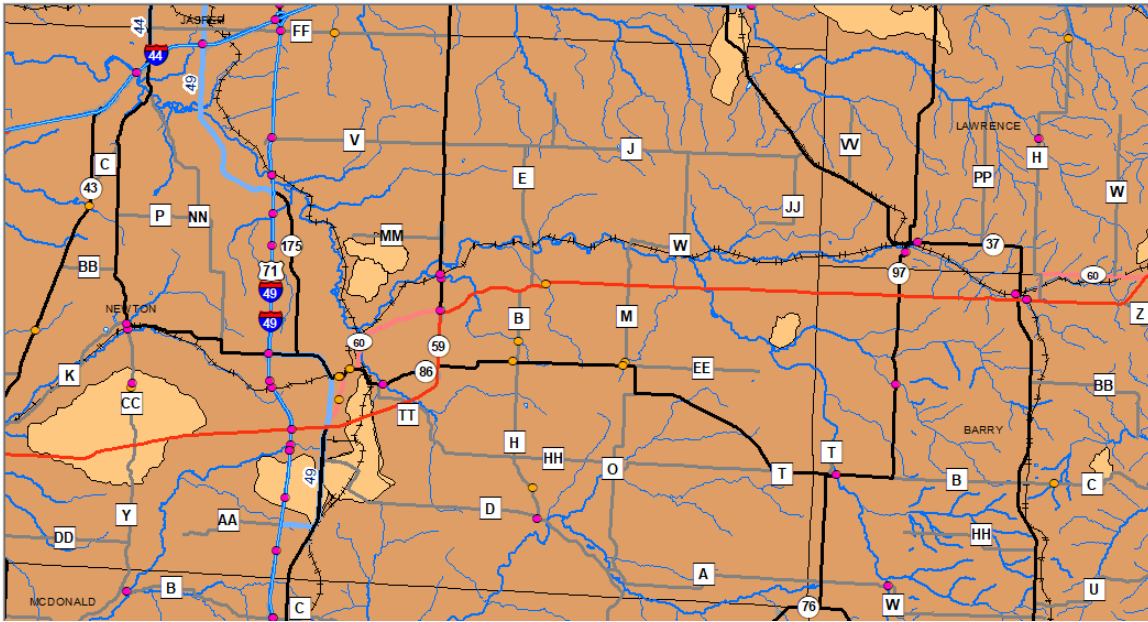 44
JASPER
FF
44
49
V
J
VV
LAWRENCE
H
C
E
PP
43
W
P
NN
JJ
MM
W
37
175
BB
71
97
60
49
NEWTON
49
B
M
Z
60
59
86
EE
K
BB
CC
TT
BARRY
H
HH
O
T
T
B
C
49
D
Y
AA
DD
HH
A
B
U
MCDONALD
C
76
W